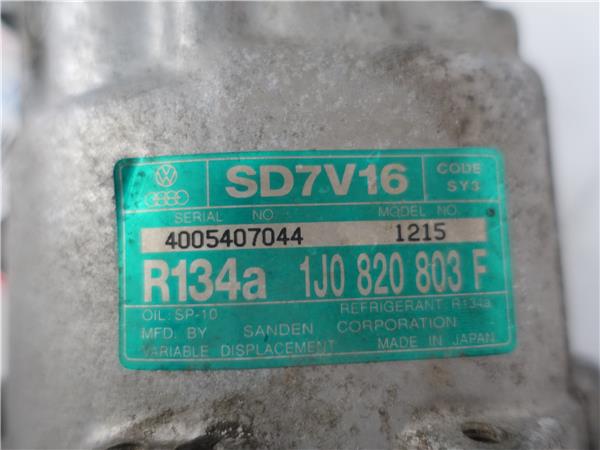 SD7V16
CODE
SY3
SERIAL NO.
MODEL NO.
4005407044
1215
R134a 1J0 820 803 F
OIL: SP-10 REFRIGERANT R134a
MFD. BY SANDEN CORPORATION
VARIABLE DISPLACEMENT MADE IN JAPAN